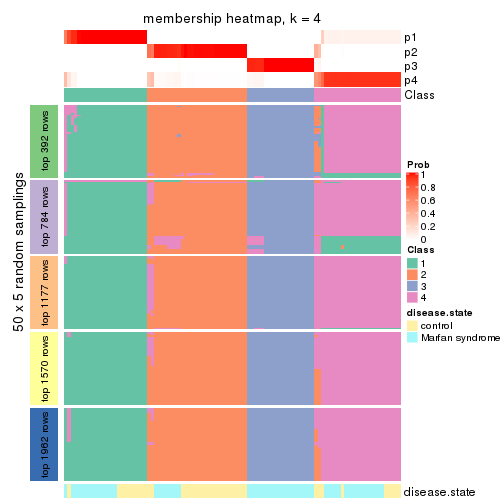 membership heatmap, k = 4
p1
p2
p3
p4
Class
50 x 5 random samplings
top 392 rows
top 784 rows
top 1177 rows
top 1570 rows
top 1962 rows
Prob
1
0.8
0.6
0.4
0.2
0
Class
1
2
3
4
disease.state
control
Marfan syndrome
disease.state